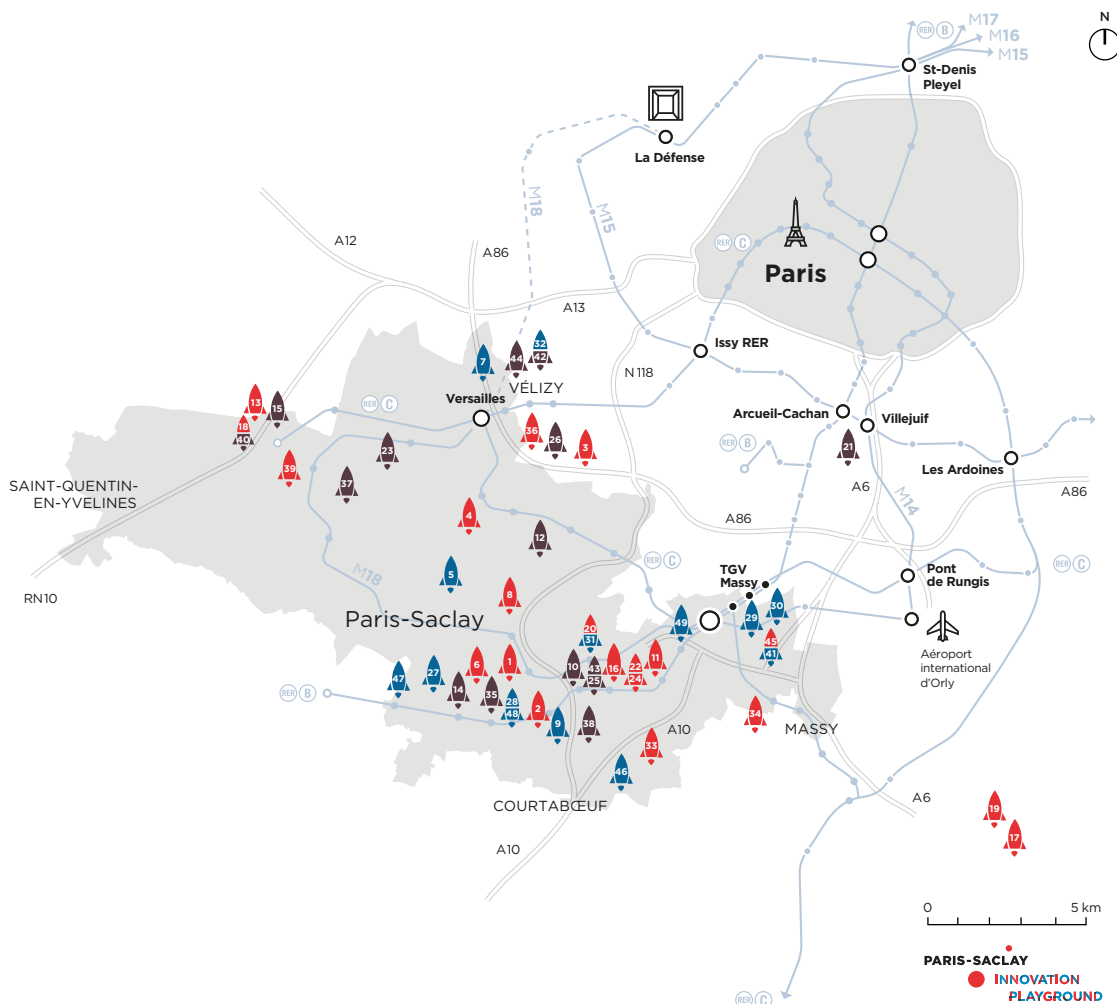 M17
RER B
M16
N
M15
St-Denis
Pleyel
La Défense
M18
M15
RER C
A12
A86
Paris
A13
32
44
42
7
Issy RER
N118
VÉLIZY
Versailles
13
15
RER C
Arcueil-Cachan
Villejuif
18
40
36
26
3
23
21
RER B
39
37
Les Ardoines
SAINT-QUENTIN-
EN-YVELINES
A6
A86
M14
4
A86
12
RER C
RER C
TGV
Massy
Pont
de Rungis
M18
5
RN10
8
30
29
49
Paris-Saclay
20
31
45
41
Aéroport
international
d'Orly
6
1
10
43
25
16
22
24
11
47
27
14
35
RER B
28
48
2
9
38
34
MASSY
33
A10
46
COURTABŒUF
A6
19
17
A10
0
5 km
PARIS-SACLAY
INNOVATION
PLAYGROUND
RER C